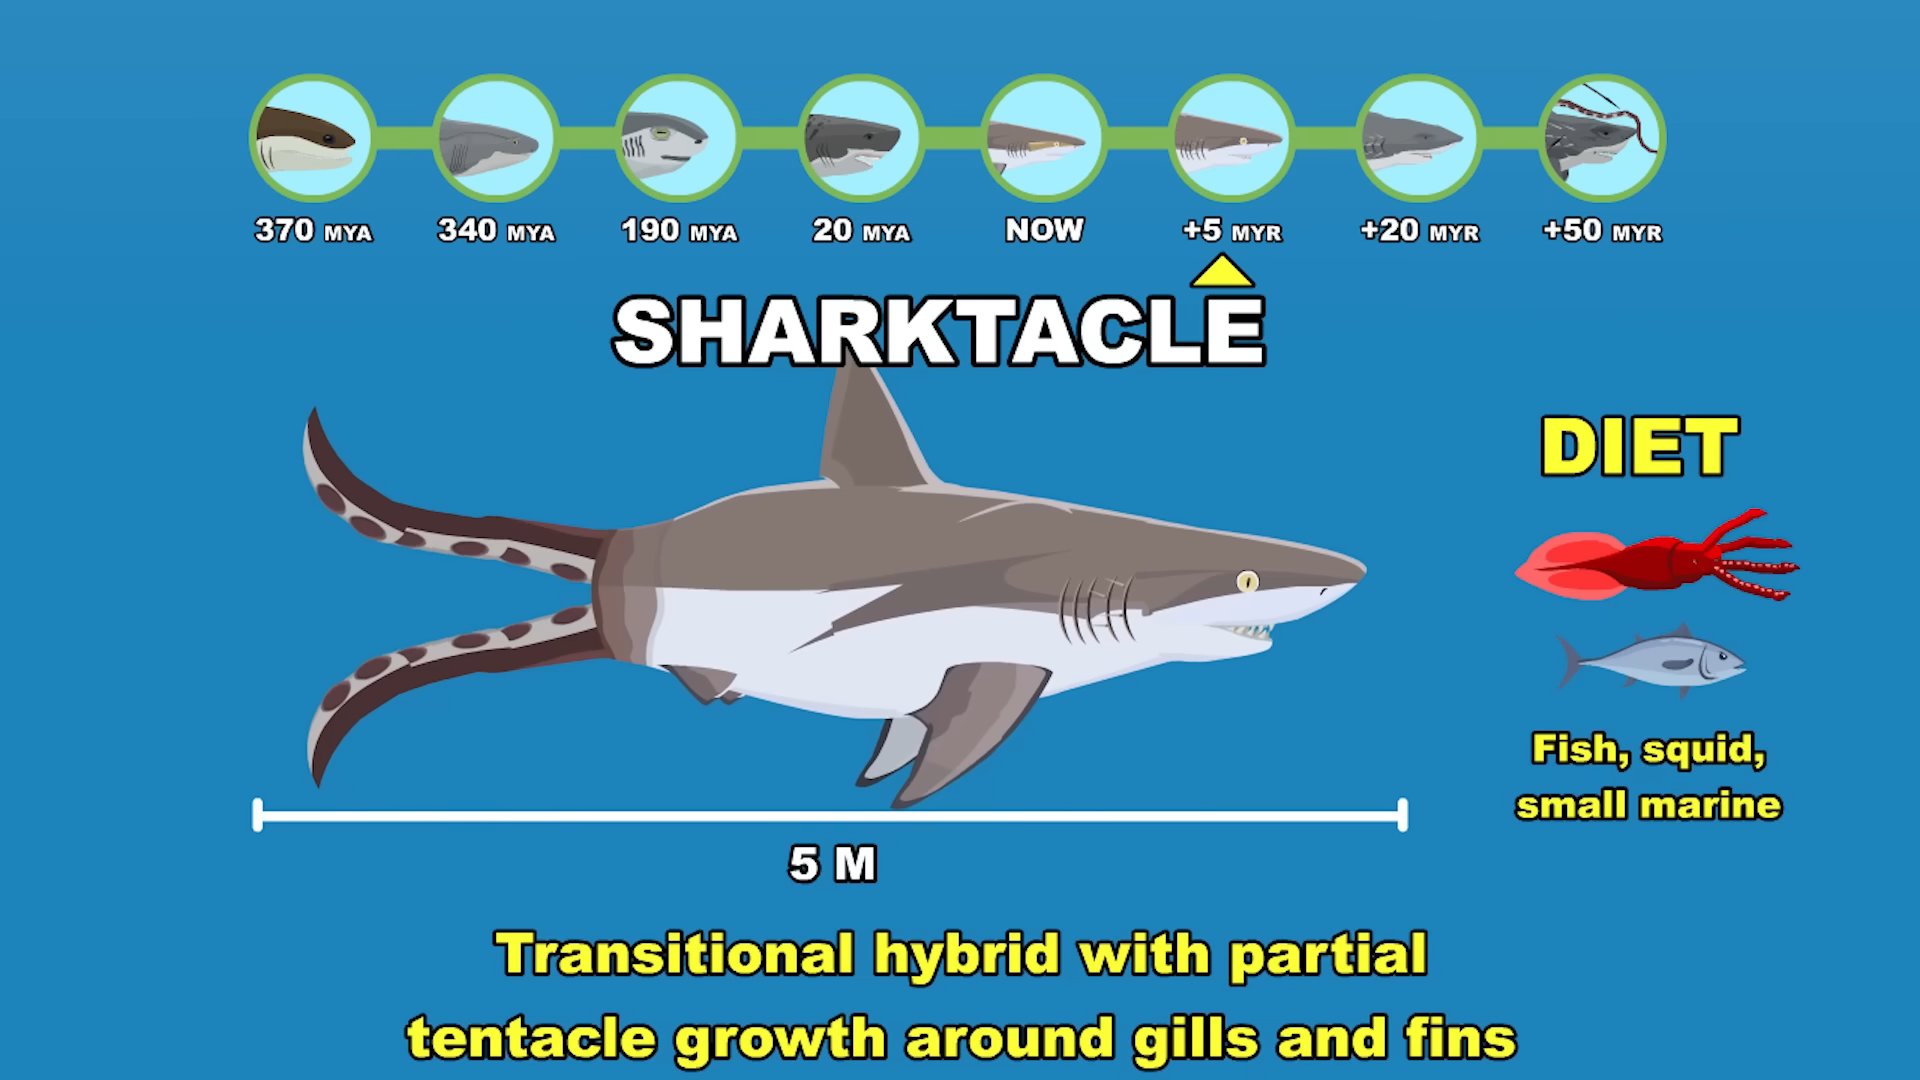 370 MYA
340 MYA
190 MYA
20 MYA
NOW
+5 MYR
+20 MYR
+50 MYR
SHARKTACLE
DIET
Fish, squid,
small marine
5 M
Transitional hybrid with partial
tentacle growth around gills and fins